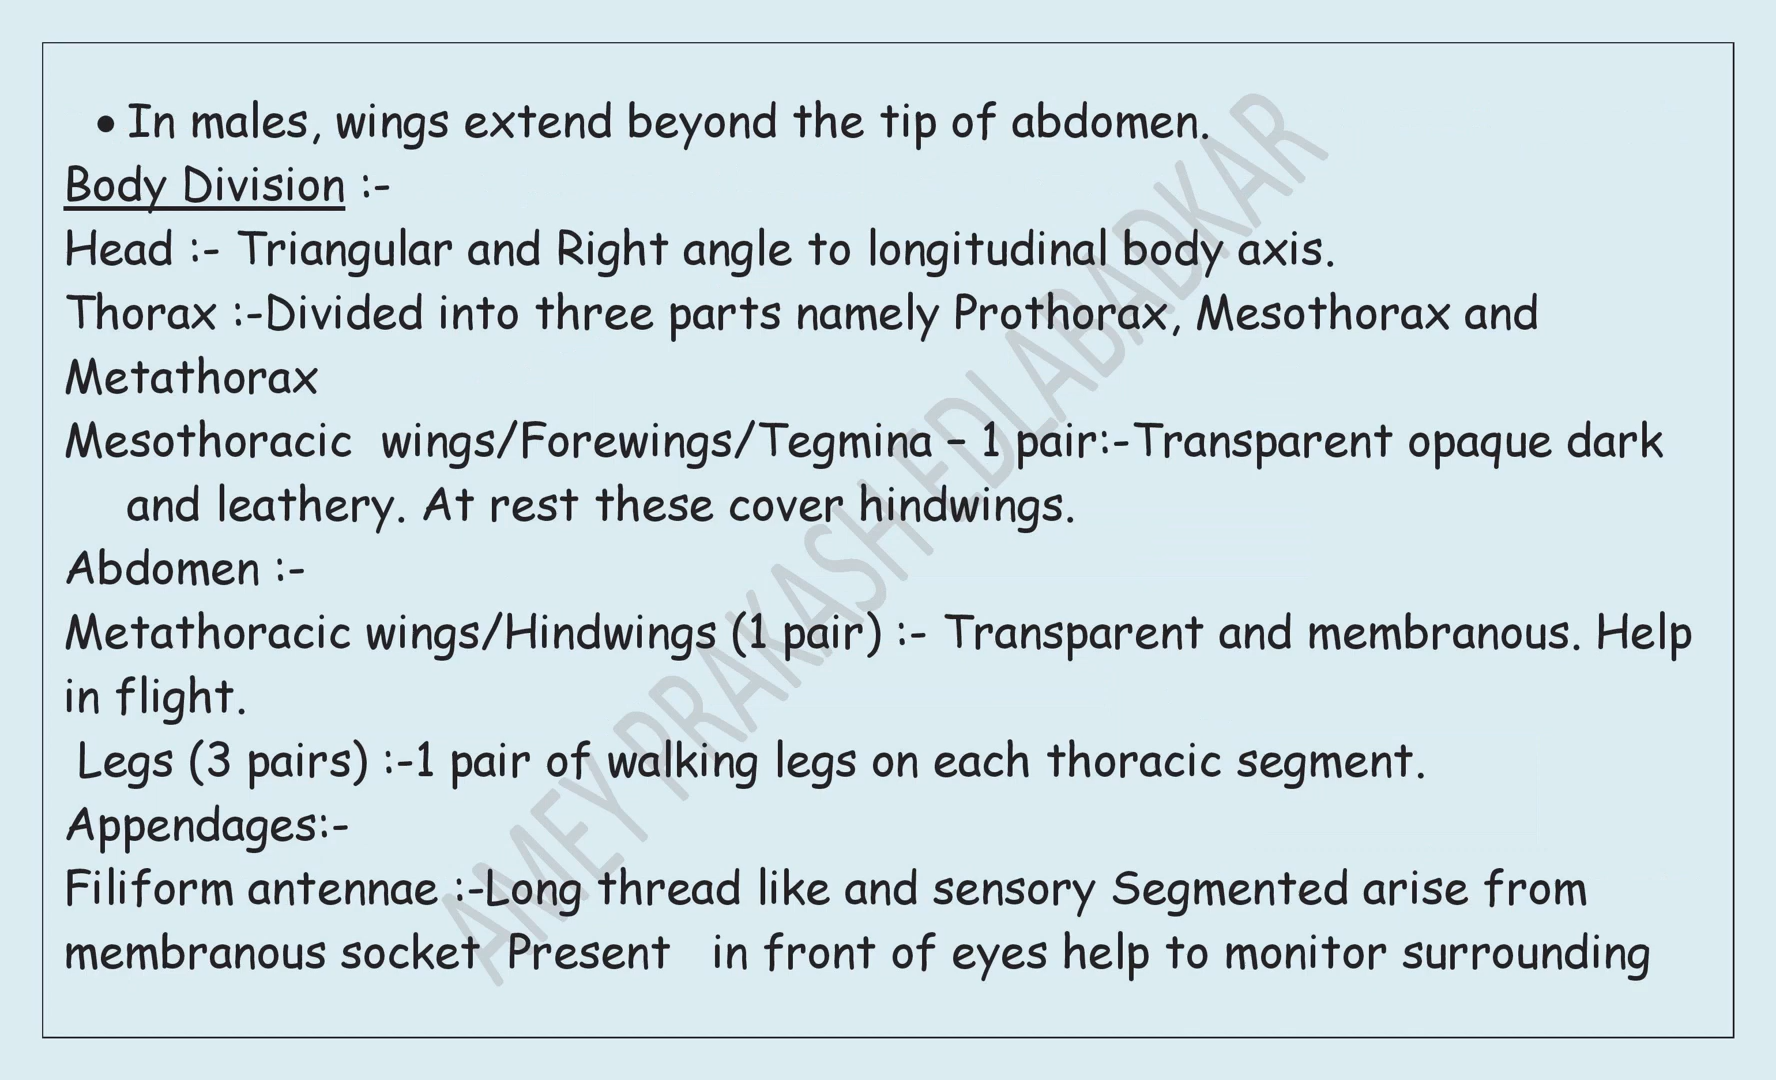 • In males, wings extend beyond the tip of abdomen.
Body Division :-
Head :- Triangular and Right angle to longitudinal body axis.
Thorax :-Divided into three parts namely Prothorax, Mesothorax and
Metathorax
Mesothoracic wings/Forewings/Tegmina – 1 pair:-Transparent opaque dark
and leathery. At rest these cover hindwings.
Abdomen :-
Metathoracic wings/Hindwings (1 pair) :- Transparent and membranous. Help
in flight.
Legs (3 pairs) :-1 pair of walking legs on each thoracic segment.
Appendages:-
Filiform antennae :-Long thread like and sensory Segmented arise from
membranous socket Present in front of eyes help to monitor surrounding
AMEY PRAKASH EDLABADKAR